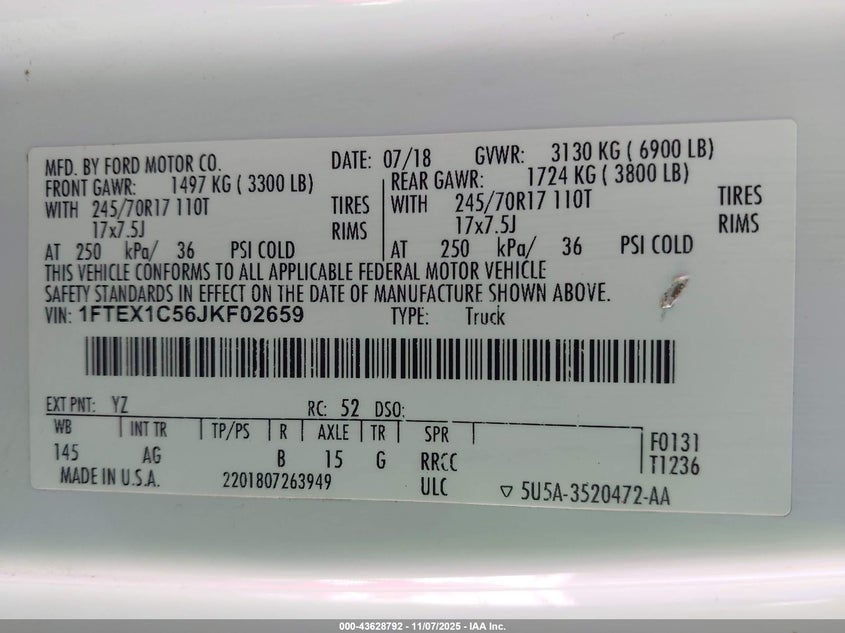 MFD. BY FORD MOTOR CO. DATE: 07/18 GVWR: 3130 KG ( 6900 LB)
FRONT GAWR: 1497 KG ( 3300 LB) REAR GAWR: 1724 KG ( 3800 LB)
WITH 245/70R17 110T TIRES WITH 245/70R17 110T TIRES
17x7.5J RIMS 17x7.5J RIMS
AT 250 kPa/ 36 PSI COLD AT 250 kPa/ 36 PSI COLD
THIS VEHICLE CONFORMS TO ALL APPLICABLE FEDERAL MOTOR VEHICLE
SAFETY STANDARDS IN EFFECT ON THE DATE OF MANUFACTURE SHOWN ABOVE.
VIN: 1FTEX1C56JKF02659 TYPE: Truck
EXT PNT: YZ RC: 52 DSO:
WB INT TR TP/PS R AXLE TR SPR F0131
145 AG B 15 G RRCC T1236
MADE IN U.S.A. 2201807263949 ULC ▽ 5U5A-3520472-AA
000-43628792 — 11/07/2025 — IAA Inc.